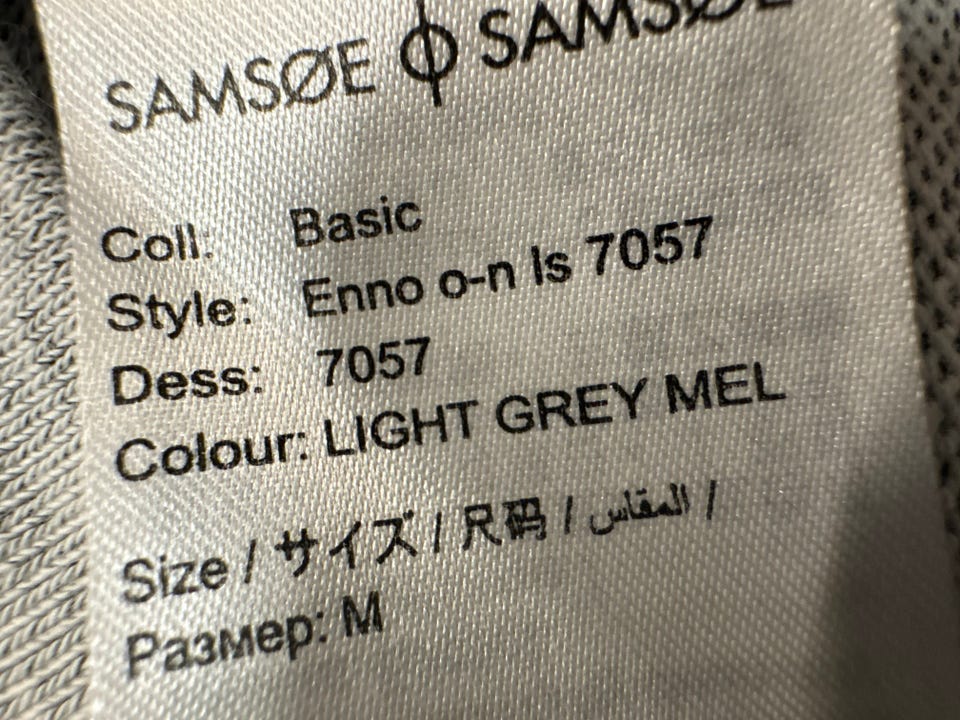 SAMSØE Φ SAMSØE
Coll: Basic
Style: Enno o-n ls 7057
Dess: 7057
Colour: LIGHT GREY MEL
Size / サイズ / 尺码 / المقاس /
Размер: M